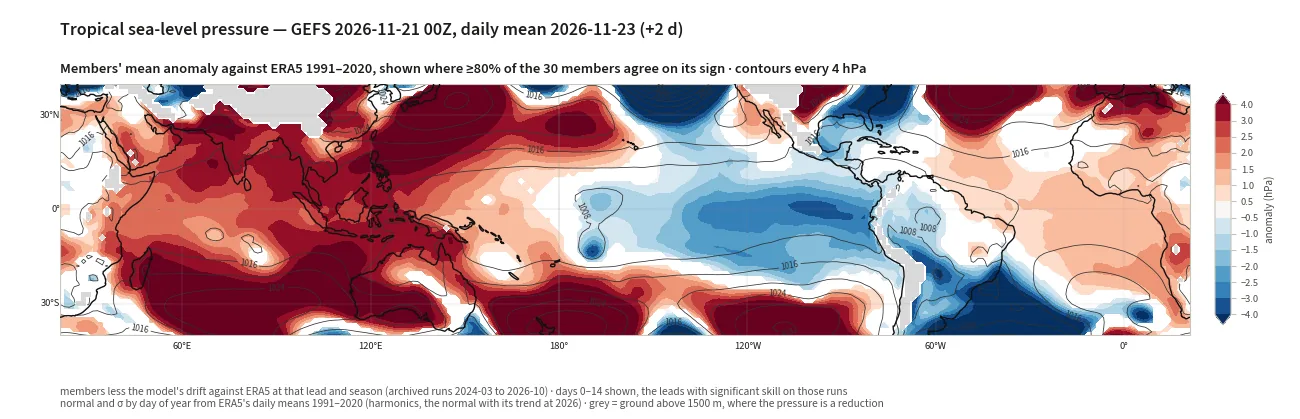 Tropical sea-level pressure — GEFS 2026-11-21 00Z, daily mean 2026-11-23 (+2 d)
Members' mean anomaly against ERA5 1991–2020, shown where ≥80% of the 30 members agree on its sign · contours every 4 hPa
30°N
0°
30°S
60°E
120°E
180°
120°W
60°W
0°
1016
1016
1016
1016
1016
1008
1008
1008
1016
1016
1024
1024
1016
1016
4.0
3.0
2.5
2.0
1.5
1.0
0.5
−0.5
−1.0
−1.5
−2.0
−2.5
−3.0
−4.0
anomaly (hPa)
members less the model's drift against ERA5 at that lead and season (archived runs 2024-03 to 2026-10) · days 0–14 shown, the leads with significant skill on those runs
normal and σ by day of year from ERA5's daily means 1991–2020 (harmonics, the normal with its trend at 2026) · grey = ground above 1500 m, where the pressure is a reduction